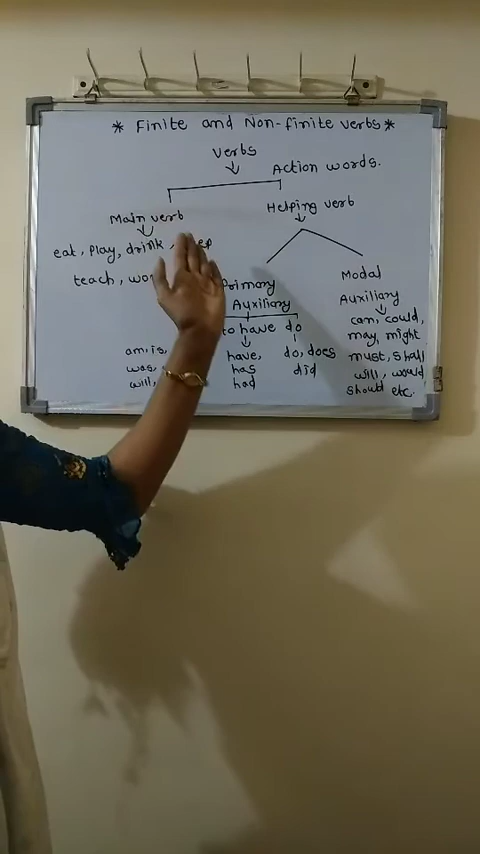 * Finite and Non-finite verbs *
Verbs
Action words.
Main verb
Helping verb
eat, Play, drink,
teach,
Primary
Auxiliary
Modal
Auxiliary
to have do
can, could,
may, might
must, shall
will, would
should etc.
am, is,
was,
will,
have,
has
had
do, does
did